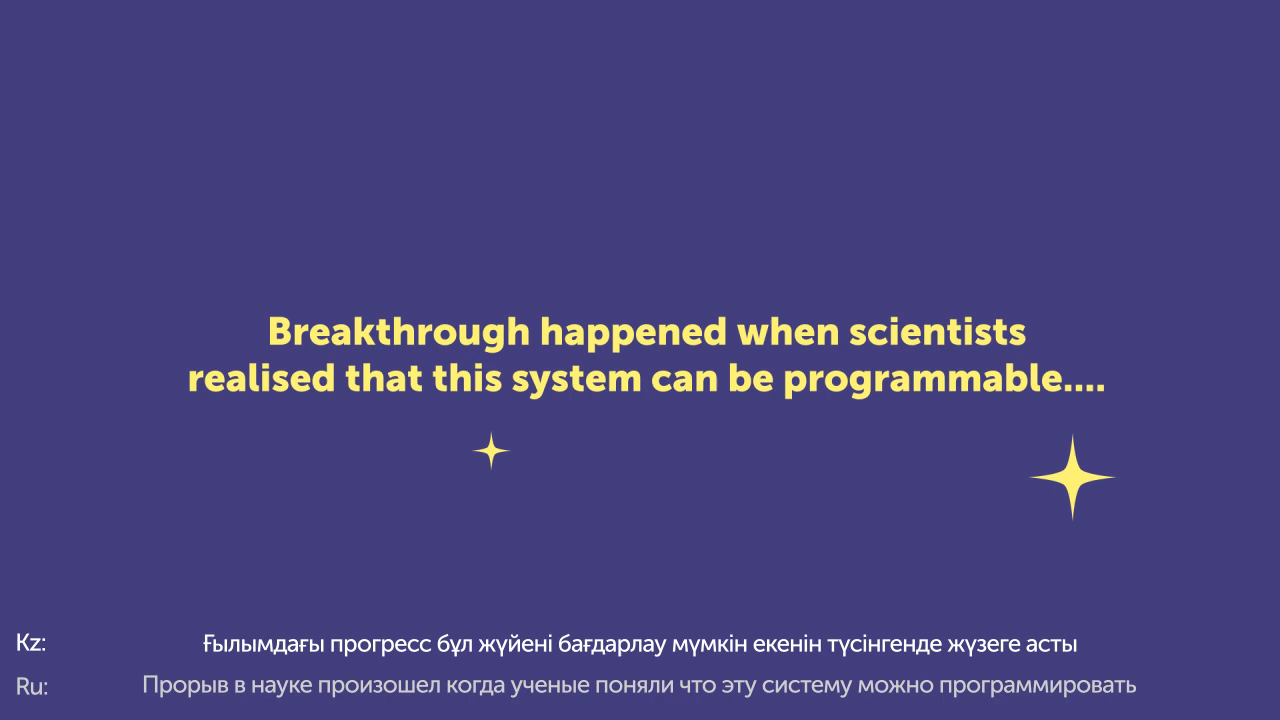 Breakthrough happened when scientists
realised that this system can be programmable....
Kz: Ғылымдағы прогресс бұл жүйені бағдарлау мүмкін екенін түсінгенде жүзеге асты
Ru: Прорыв в науке произошел когда ученые поняли что эту систему можно программировать